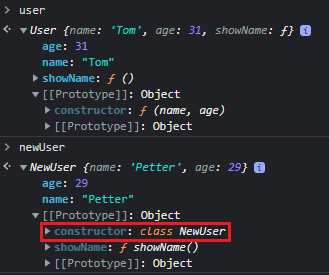 user
User {name: 'Tom', age: 31, showName: ƒ} i
age: 31
name: "Tom"
showName: ƒ ()
[[Prototype]]: Object
constructor: ƒ (name, age)
[[Prototype]]: Object
newUser
NewUser {name: 'Petter', age: 29} i
age: 29
name: "Petter"
[[Prototype]]: Object
constructor: class NewUser
showName: ƒ showName()
[[Prototype]]: Object